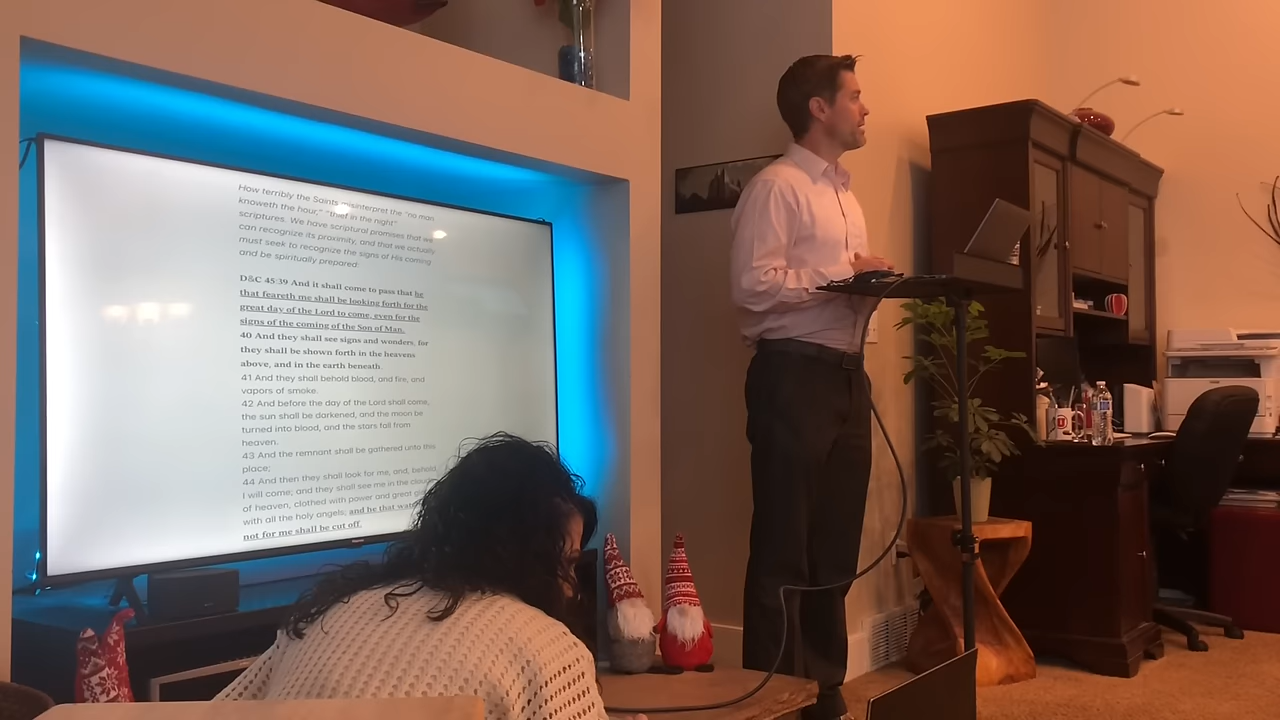 How terribly the Saints misinterpret the "no man
knoweth the hour," "thief in the night"
scriptures. We have scriptural promises that we
can recognize its proximity, and that we actually
must seek to recognize the signs of His coming
and be spiritually prepared:
D&C 45:39 And it shall come to pass that he
that feareth me shall be looking forth for the
great day of the Lord to come, even for the
signs of the coming of the Son of Man.
40 And they shall see signs and wonders, for
they shall be shown forth in the heavens
above, and in the earth beneath.
41 And they shall behold blood, and fire, and
vapors of smoke.
42 And before the day of the Lord shall come,
the sun shall be darkened, and the moon be
turned into blood, and the stars fall from
heaven.
43 And the remnant shall be gathered unto this
place;
44 And then they shall look for me, and, behold,
I will come; and they shall see me in the clouds
of heaven, clothed with power and great
with all the holy angels; and he that
not for me shall be cut off.
U